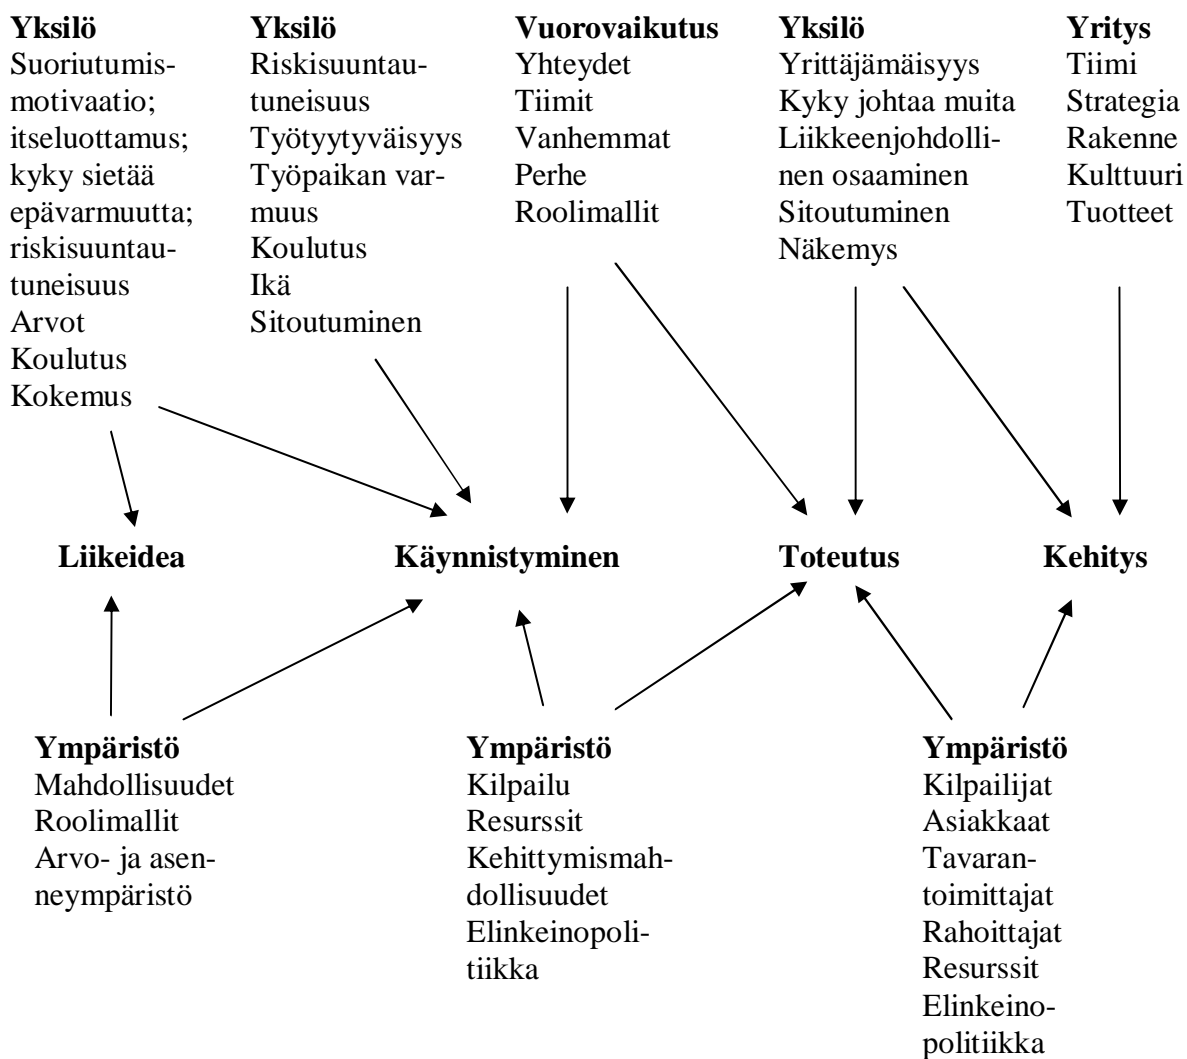 Yksilö
Suoriutumis-
motivaatio;
itseluottamus;
kyky sietää
epävarmuutta;
riskisuuntau-
tuneisuus
Arvot
Koulutus
Kokemus
Yksilö
Riskisuuntau-
tuneisuus
Työtyytyväisyys
Työpaikan var-
muus
Koulutus
Ikä
Sitoutuminen
Vuorovaikutus
Yhteydet
Tiimit
Vanhemmat
Perhe
Roolimallit
Yksilö
Yrittäjämäisyys
Kyky johtaa muita
Liikkeenjohdolli-
nen osaaminen
Sitoutuminen
Näkemys
Yritys
Tiimi
Strategia
Rakenne
Kulttuuri
Tuotteet
Liikeidea
Käynnistyminen
Toteutus
Kehitys
Ympäristö
Mahdollisuudet
Roolimallit
Arvo- ja asen-
neympäristö
Ympäristö
Kilpailu
Resurssit
Kehittymismah-
dollisuudet
Elinkeinopoli-
tiikka
Ympäristö
Kilpailijat
Asiakkaat
Tavaran-
toimittajat
Rahoittajat
Resurssit
Elinkeino-
politiikka